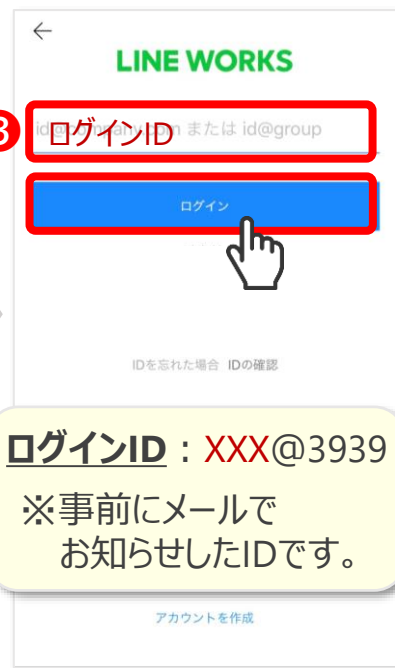 ←
LINE WORKS
3
id@company.com または id@group
ログインID
ログイン
IDを忘れた場合 IDの確認
ログインID：XXX@3939
※事前にメールで
お知らせしたIDです。
アカウントを作成